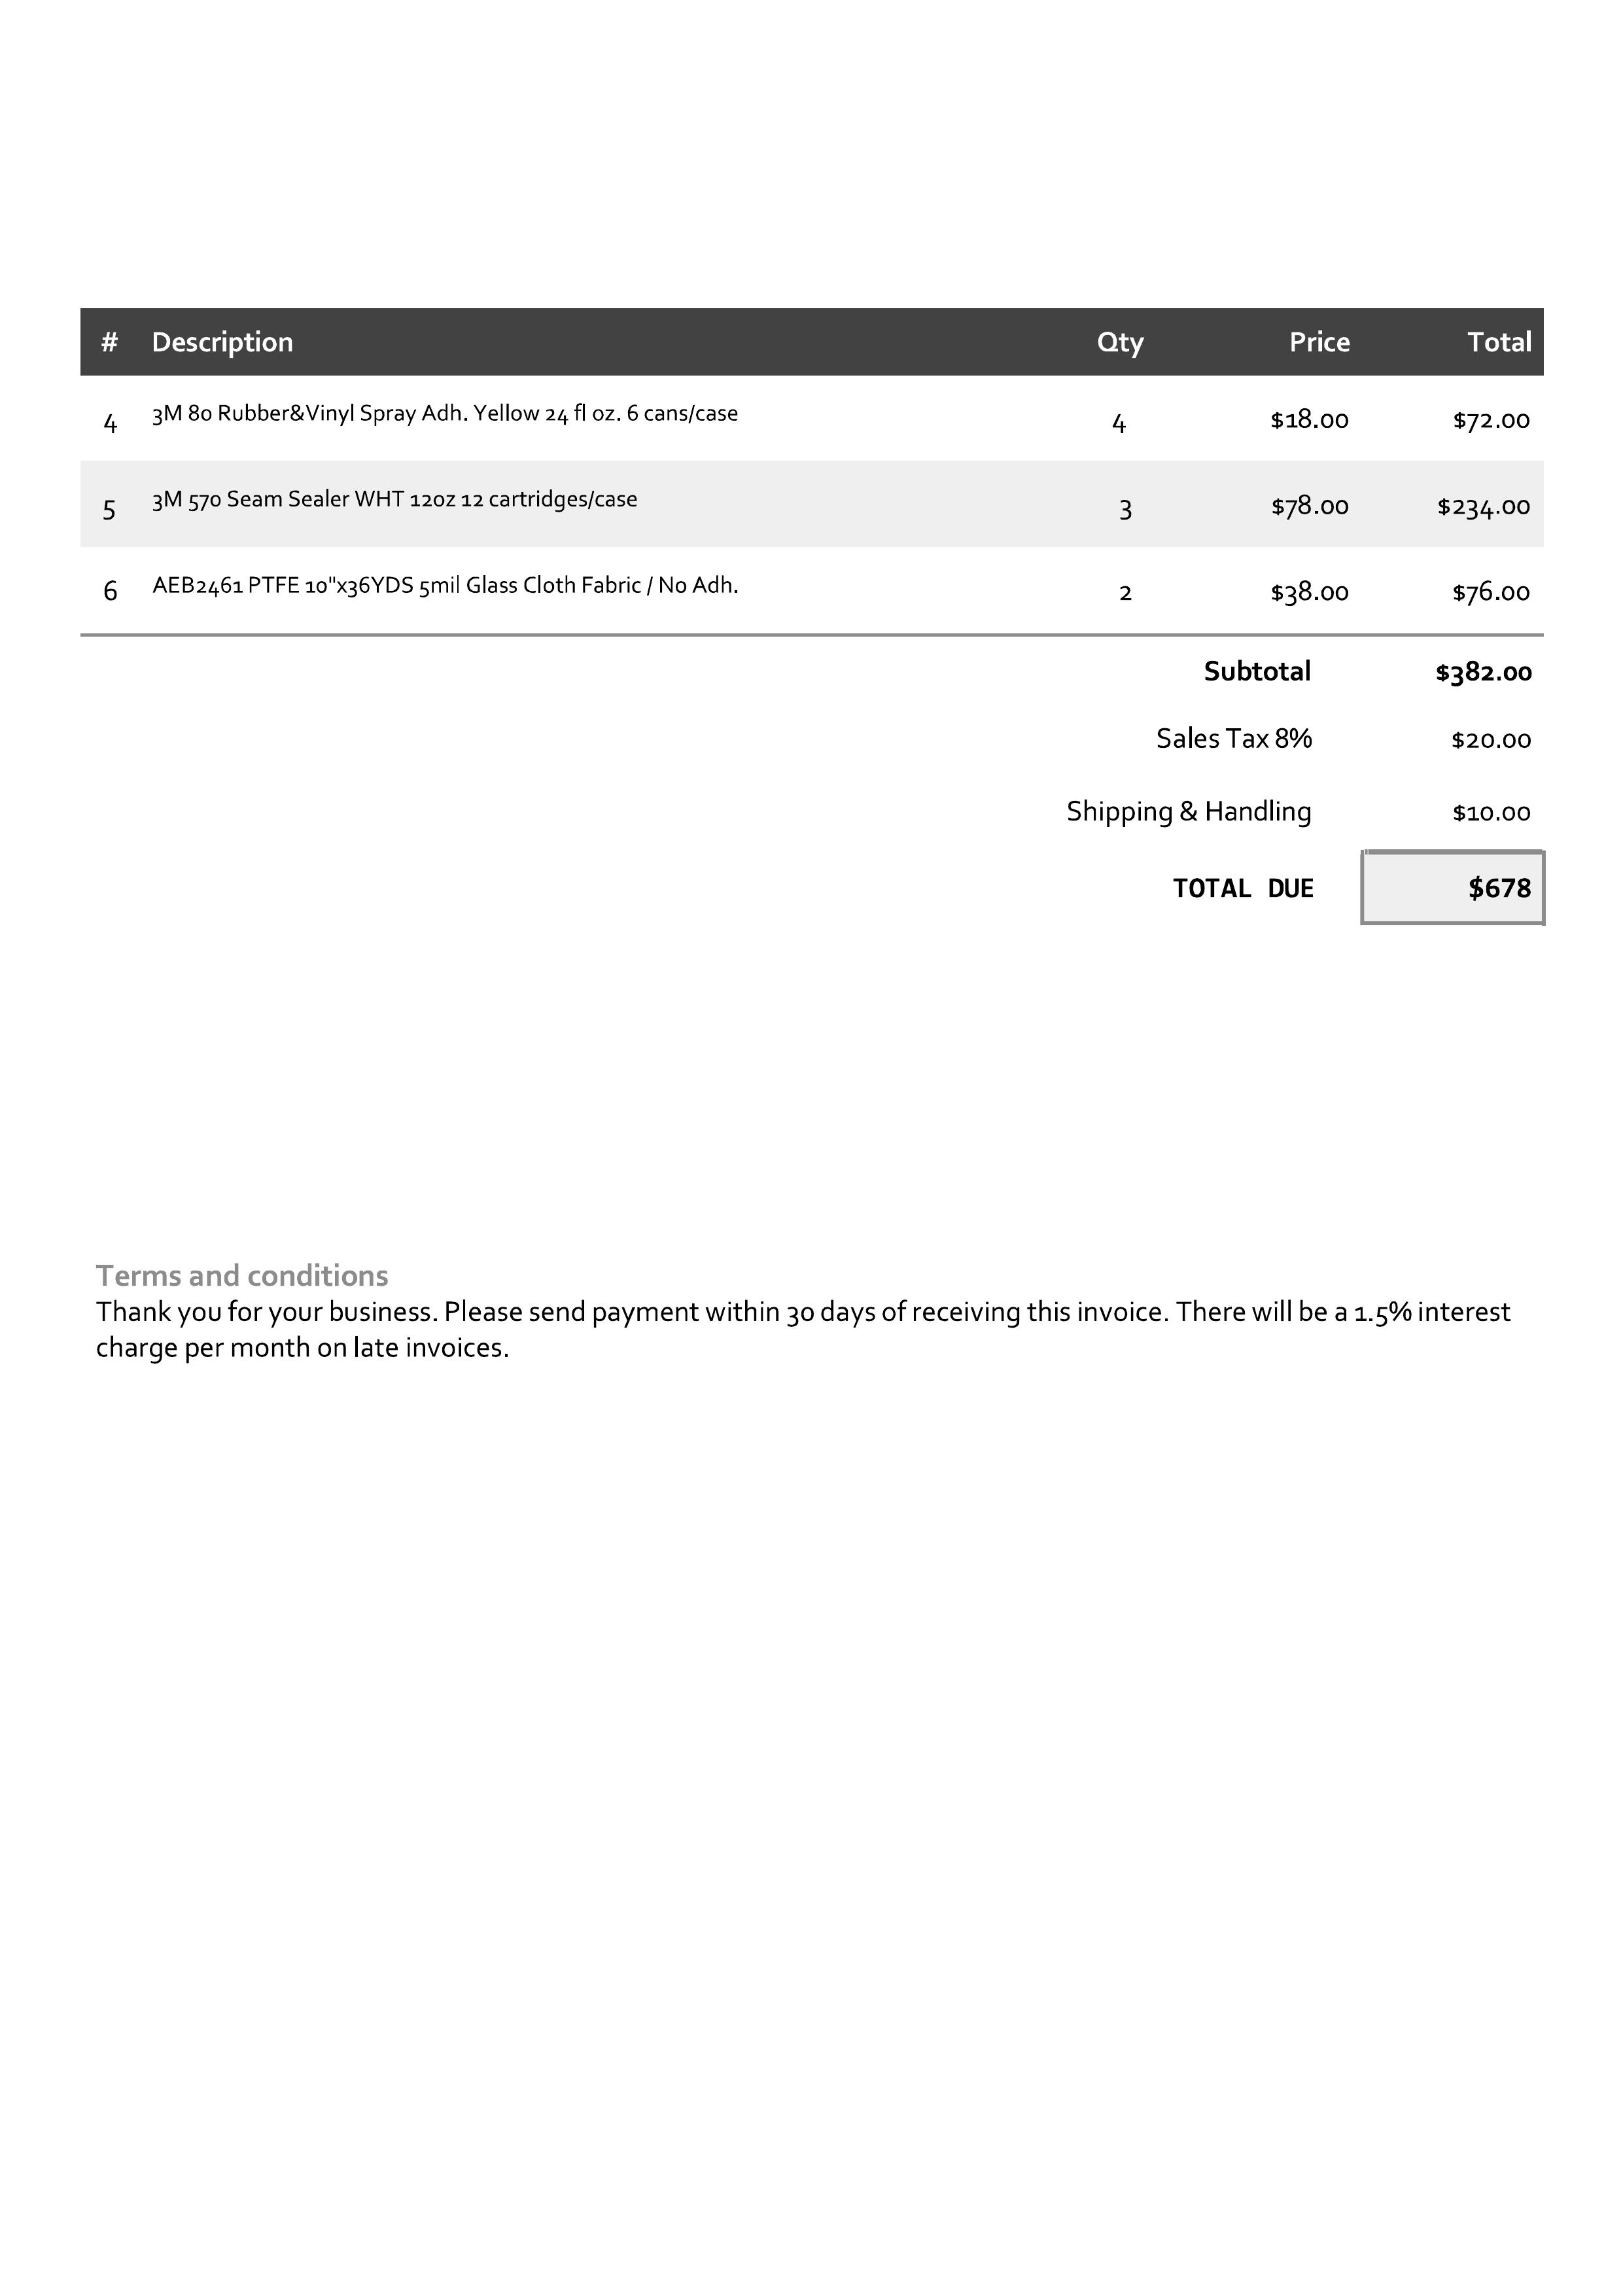 # Description Qty Price Total
4 3M 80 Rubber&Vinyl Spray Adh. Yellow 24 fl oz. 6 cans/case 4 $18.00 $72.00
5 3M 570 Seam Sealer WHT 12oz 12 cartridges/case 3 $78.00 $234.00
6 AEB2461 PTFE 10"x36YDS 5mil Glass Cloth Fabric / No Adh. 2 $38.00 $76.00
Subtotal $382.00
Sales Tax 8% $20.00
Shipping & Handling $10.00
TOTAL DUE $678
Terms and conditions
Thank you for your business. Please send payment within 30 days of receiving this invoice. There will be a 1.5% interest
charge per month on late invoices.